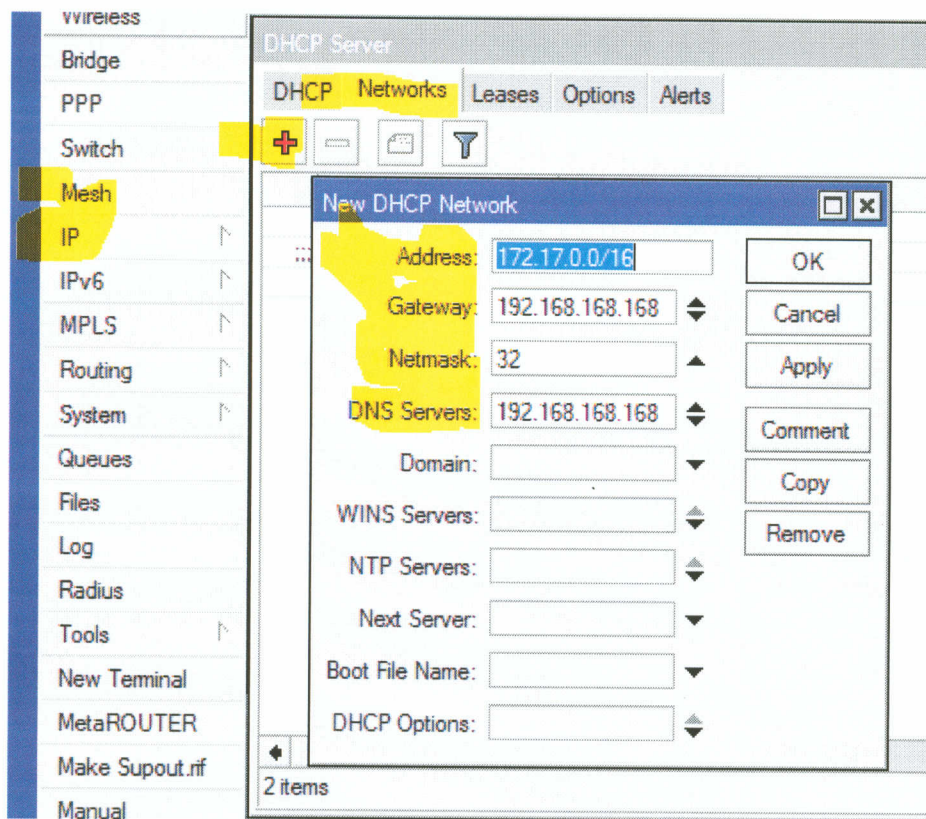 Wireless
Bridge
PPP
Switch
Mesh
IP
IPv6
MPLS
Routing
System
Queues
Files
Log
Radius
Tools
New Terminal
MetaROUTER
Make Supout.rif
Manual
DHCP Server
DHCP Networks Leases Options Alerts
New DHCP Network
Address: 172.17.0.0/16 OK
Gateway: 192.168.168.168 Cancel
Netmask: 32 Apply
DNS Servers: 192.168.168.168
Comment
Domain:
Copy
WINS Servers:
Remove
NTP Servers:
Next Server:
Boot File Name:
DHCP Options:
2 items